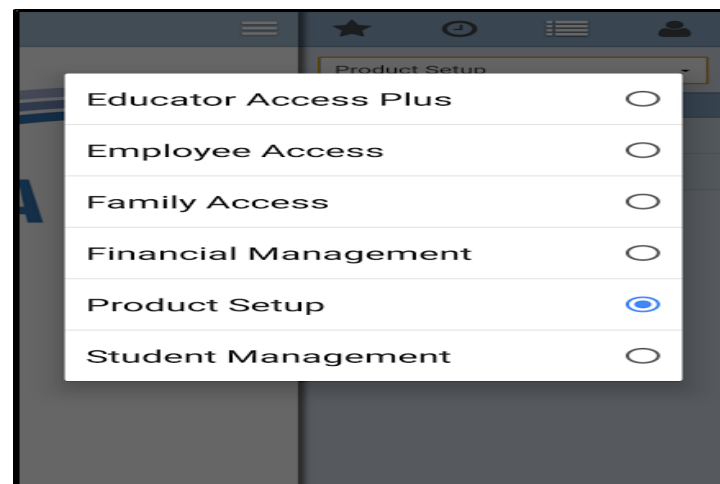 Product Setup
Educator Access Plus
Employee Access
Family Access
Financial Management
Product Setup
Student Management